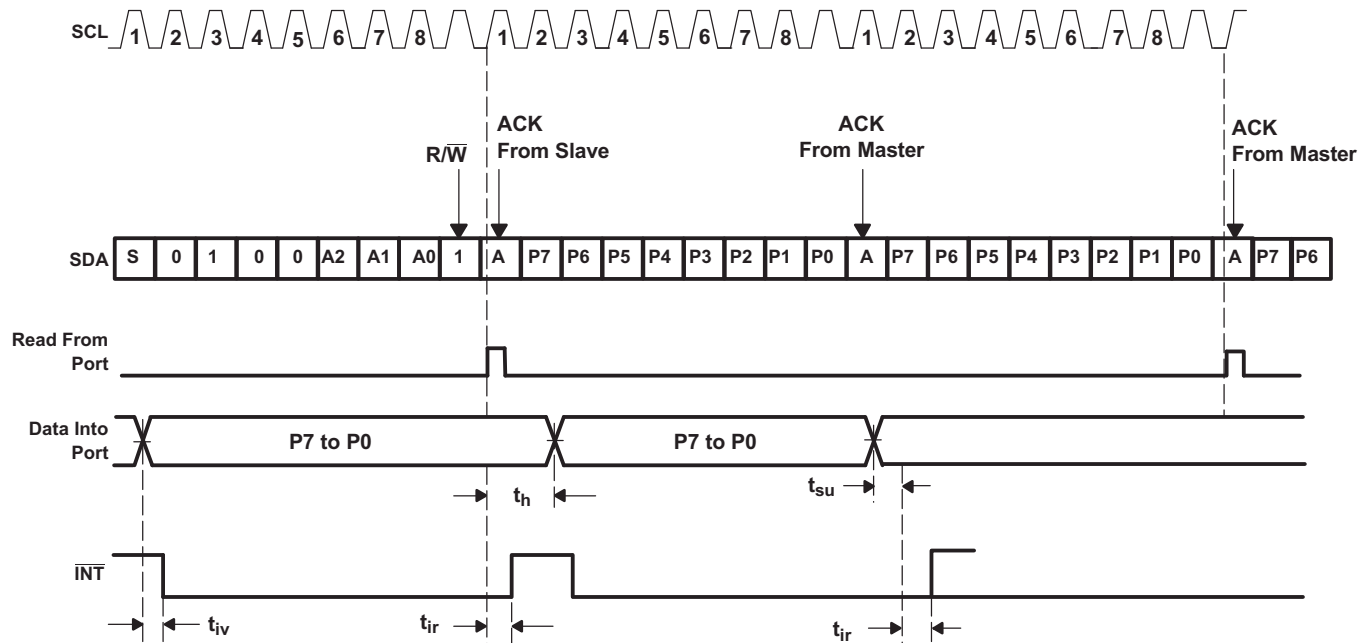 SCL 1 2 3 4 5 6 7 8 1 2 3 4 5 6 7 8 1 2 3 4 5 6 7 8
R/W̅
ACK
From Slave
ACK
From Master
ACK
From Master
SDA S 0 1 0 0 A2 A1 A0 1 A P7 P6 P5 P4 P3 P2 P1 P0 A P7 P6 P5 P4 P3 P2 P1 P0 A P7 P6
Read From
Port
Data Into
Port
P7 to P0
P7 to P0
th
tsu
I̅N̅T̅
tiv
tir
tir